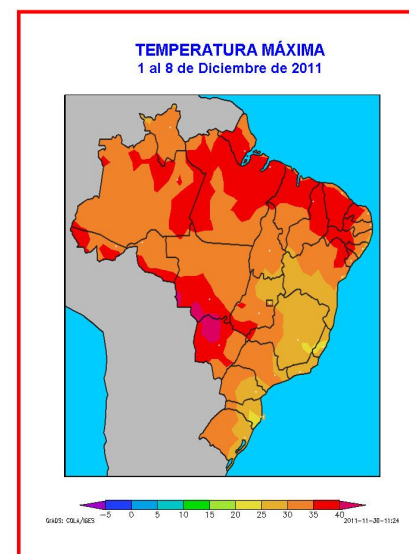 TEMPERATURA MÁXIMA
1 al 8 de Diciembre de 2011
-5 0 5 10 15 20 25 30 35 40
GrADS: COLA/IGES 2011-11-30-11:24